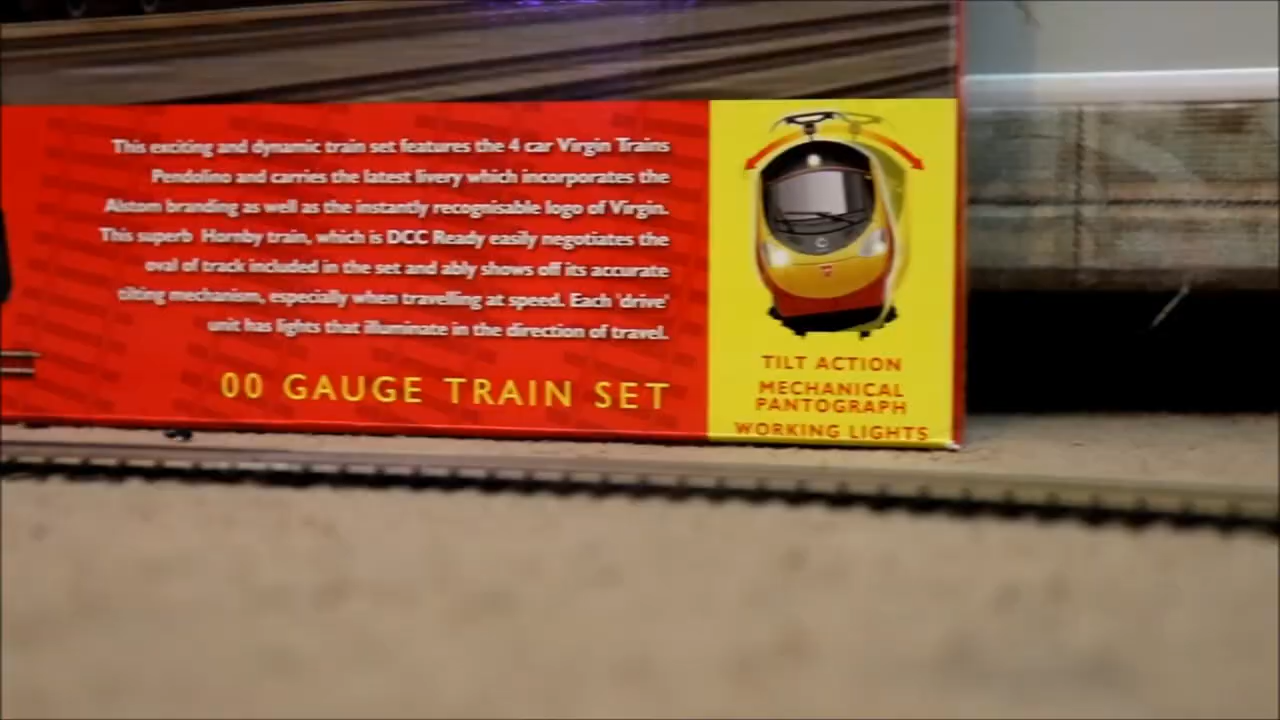 This exciting and dynamic train set features the 4 car Virgin Trains
Pendolino and carries the latest livery which incorporates the
Alstom branding as well as the instantly recognisable logo of Virgin.
This superb Hornby train, which is DCC Ready easily negotiates the
oval of track included in the set and ably shows off its accurate
tilting mechanism, especially when travelling at speed. Each 'drive'
unit has lights that illuminate in the direction of travel.
00 GAUGE TRAIN SET
TILT ACTION
MECHANICAL
PANTOGRAPH
WORKING LIGHTS